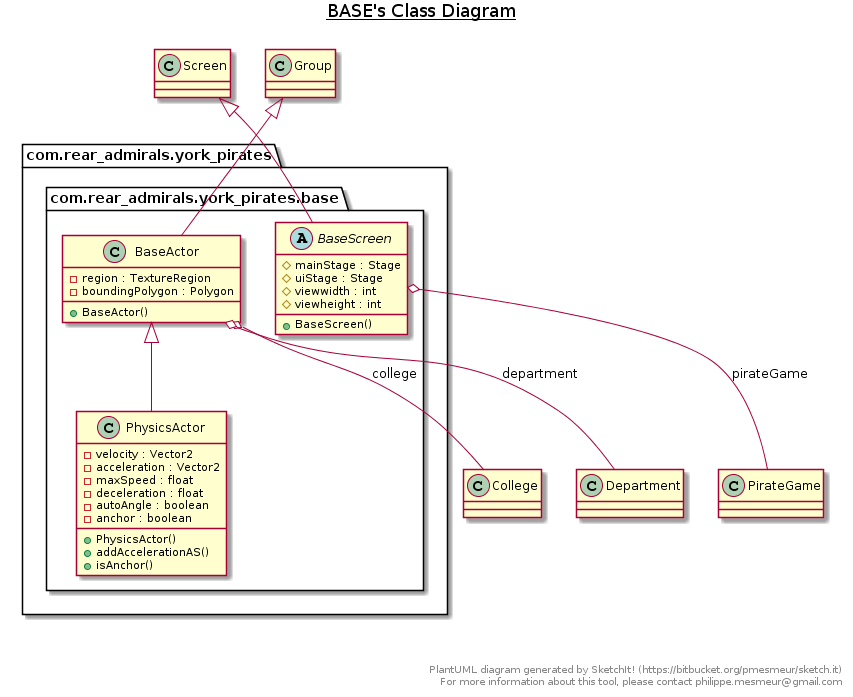 BASE's Class Diagram
C Screen
C Group
com.rear_admirals.york_pirates
com.rear_admirals.york_pirates.base
C BaseActor
region : TextureRegion
boundingPolygon : Polygon
BaseActor()
A BaseScreen
mainStage : Stage
uiStage : Stage
viewwidth : int
viewheight : int
BaseScreen()
college
department
pirateGame
C PhysicsActor
velocity : Vector2
acceleration : Vector2
maxSpeed : float
deceleration : float
autoAngle : boolean
anchor : boolean
PhysicsActor()
addAccelerationAS()
isAnchor()
C College
C Department
C PirateGame
PlantUML diagram generated by SketchIt! (https://bitbucket.org/pmesmeur/sketch.it)
For more information about this tool, please contact philippe.mesmeur@gmail.com